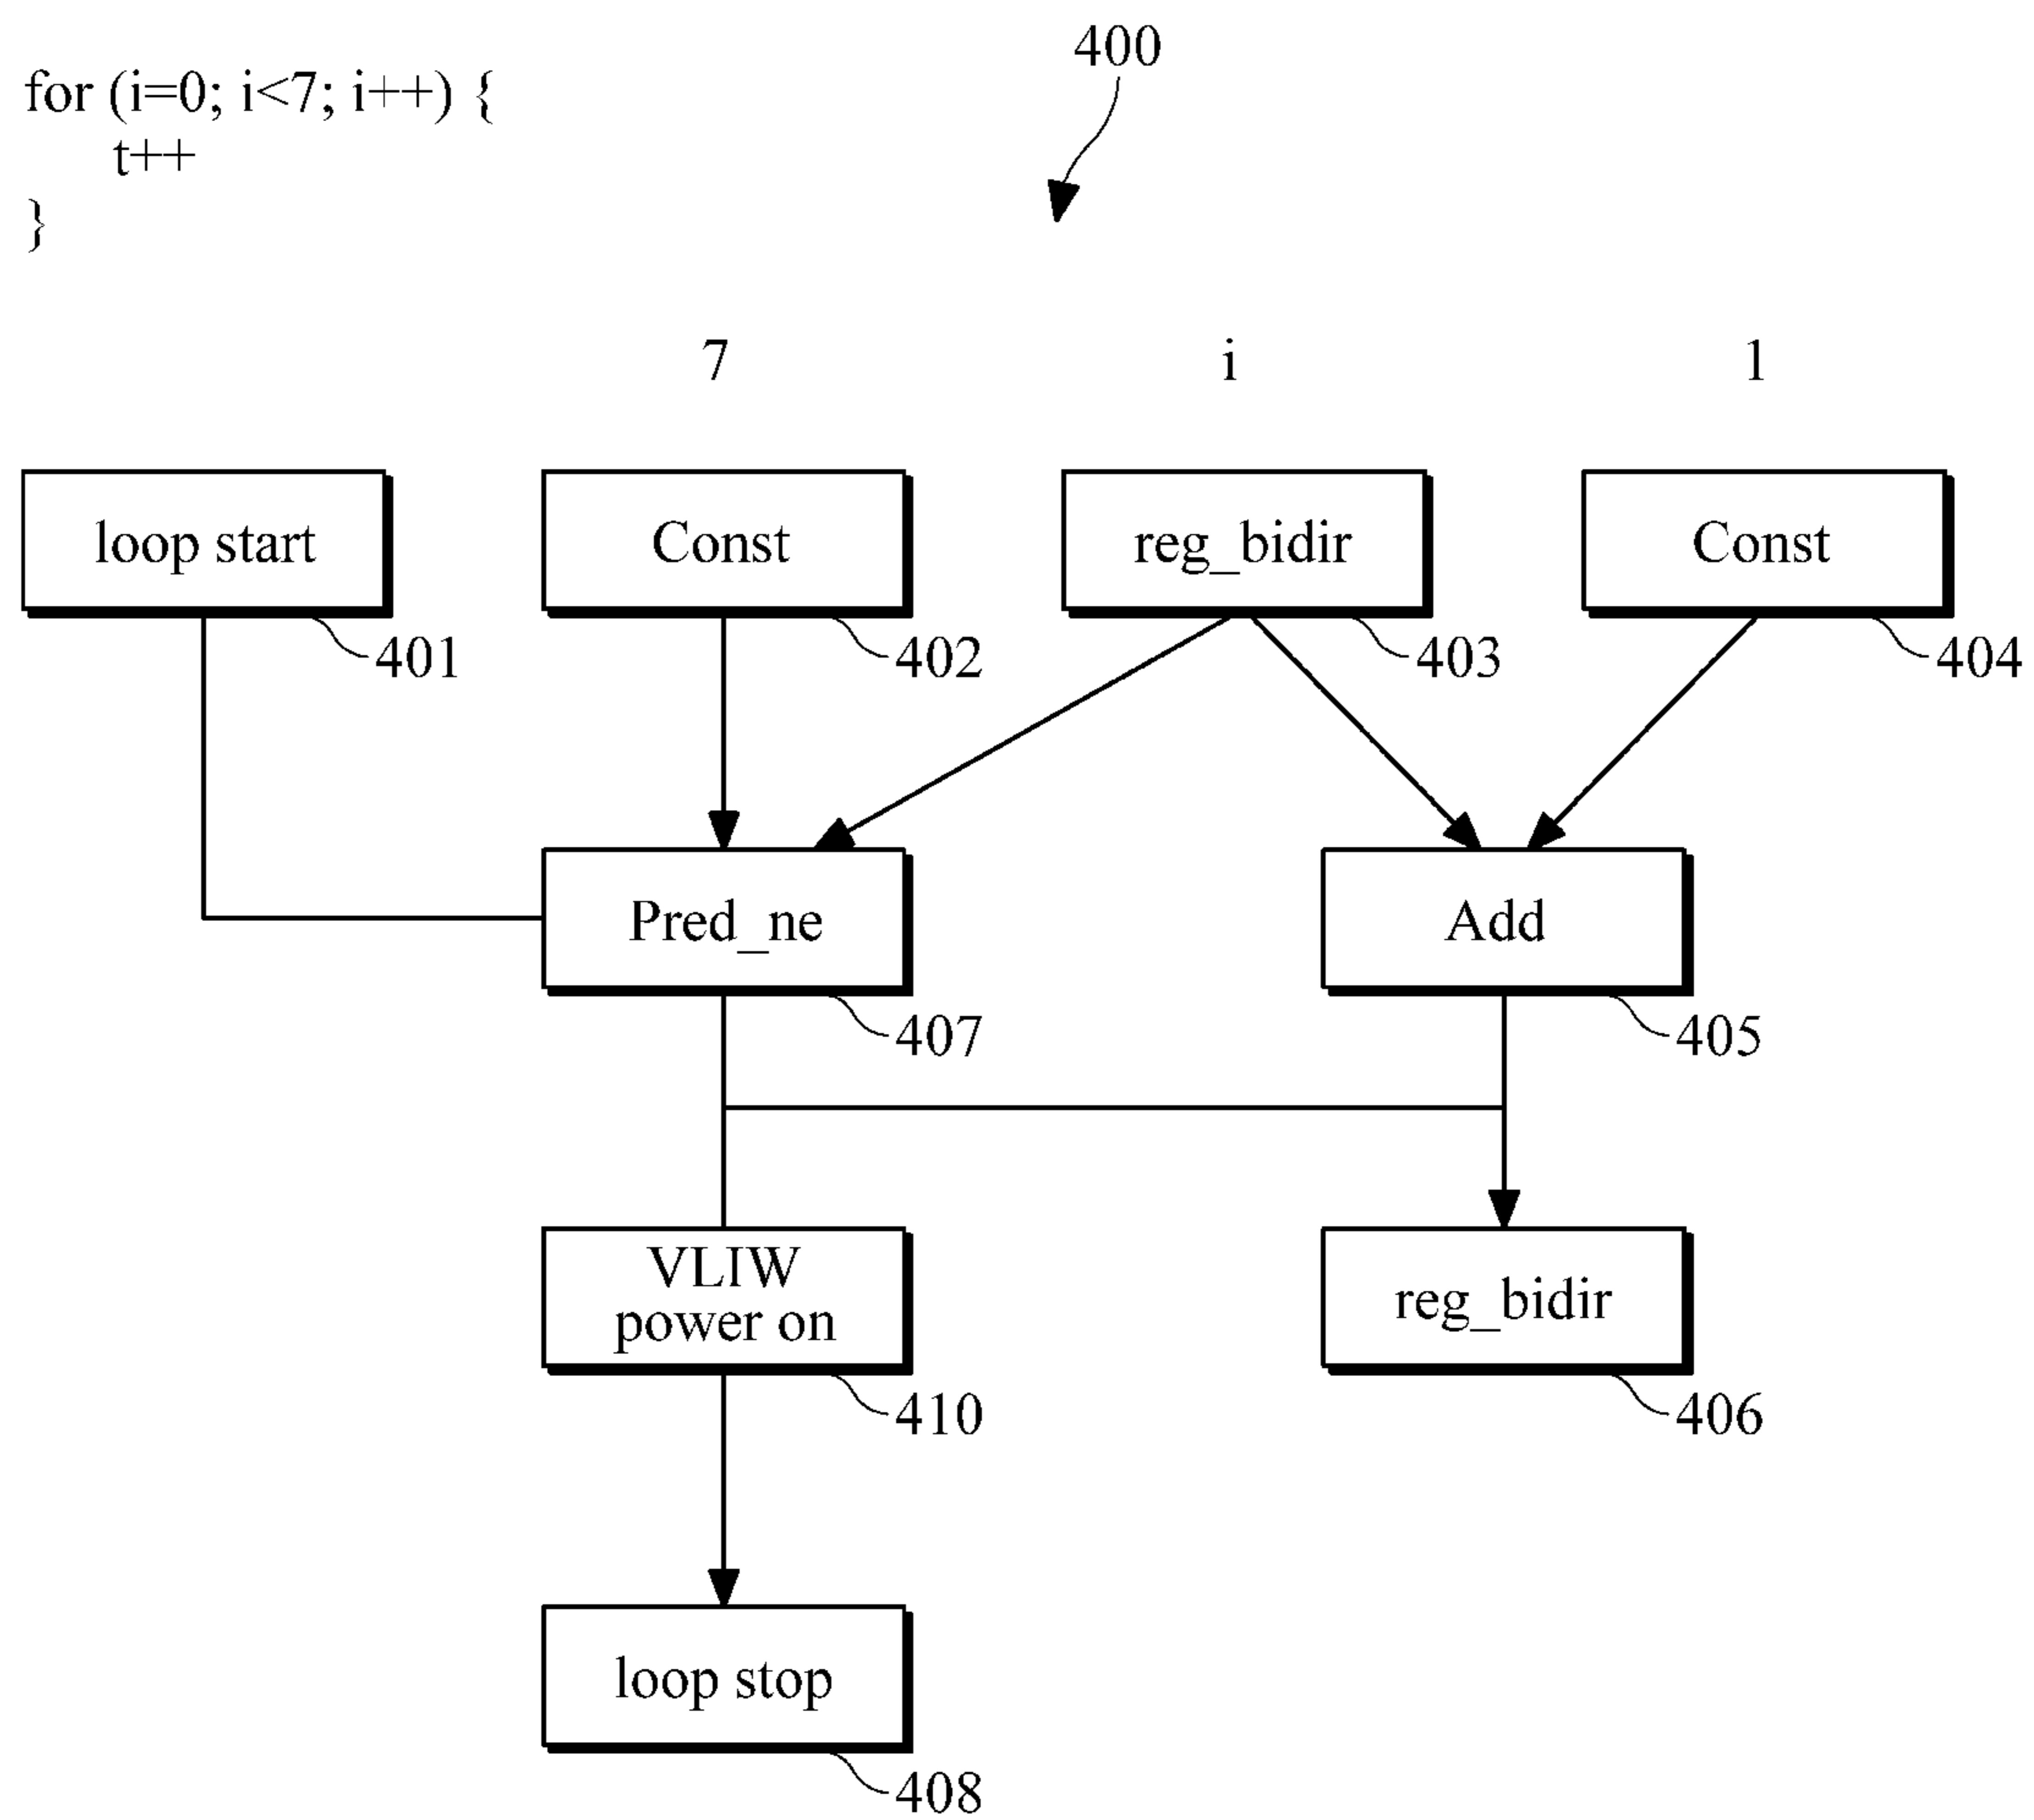 400
for (i=0; i<7; i++) {
t++
}
7
i
1
loop start
Const
reg_bidir
Const
401
402
403
404
Pred_ne
Add
407
405
VLIW
power on
reg_bidir
410
406
loop stop
408